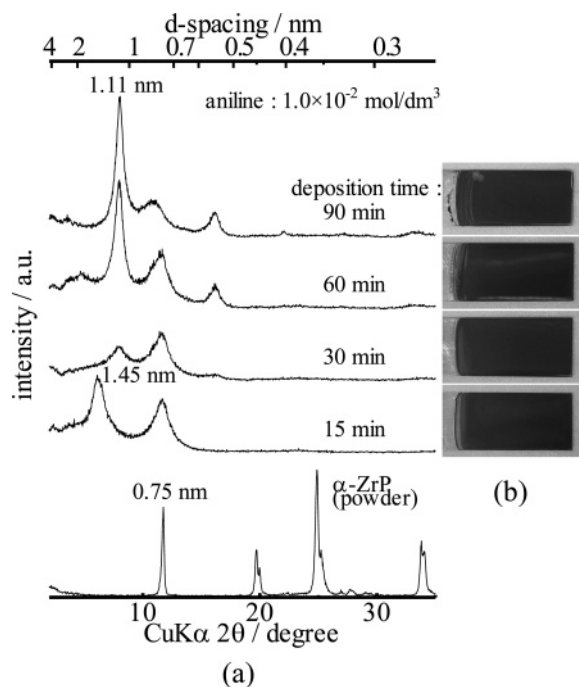 d-spacing / nm
4 2 1 0.7 0.5 0.4 0.3
1.11 nm
aniline : 1.0×10⁻² mol/dm³
deposition time :
90 min
60 min
30 min
1.45 nm
15 min
intensity / a.u.
0.75 nm
α-ZrP
(powder)
10 20 30
CuKα 2θ / degree
(a)
(b)